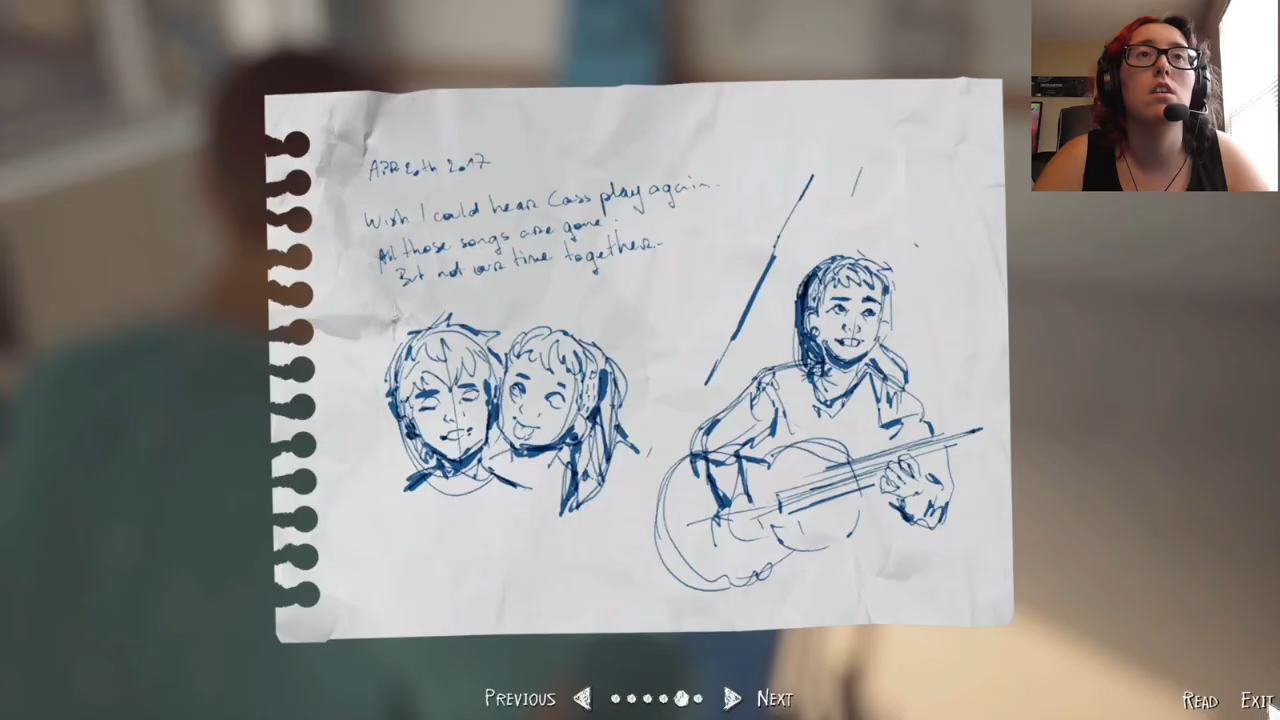 APR 20th 2017
Wish I could hear Cass play again.
All those songs are gone.
But not our time together.
PREVIOUS
NEXT
READ
EXIT